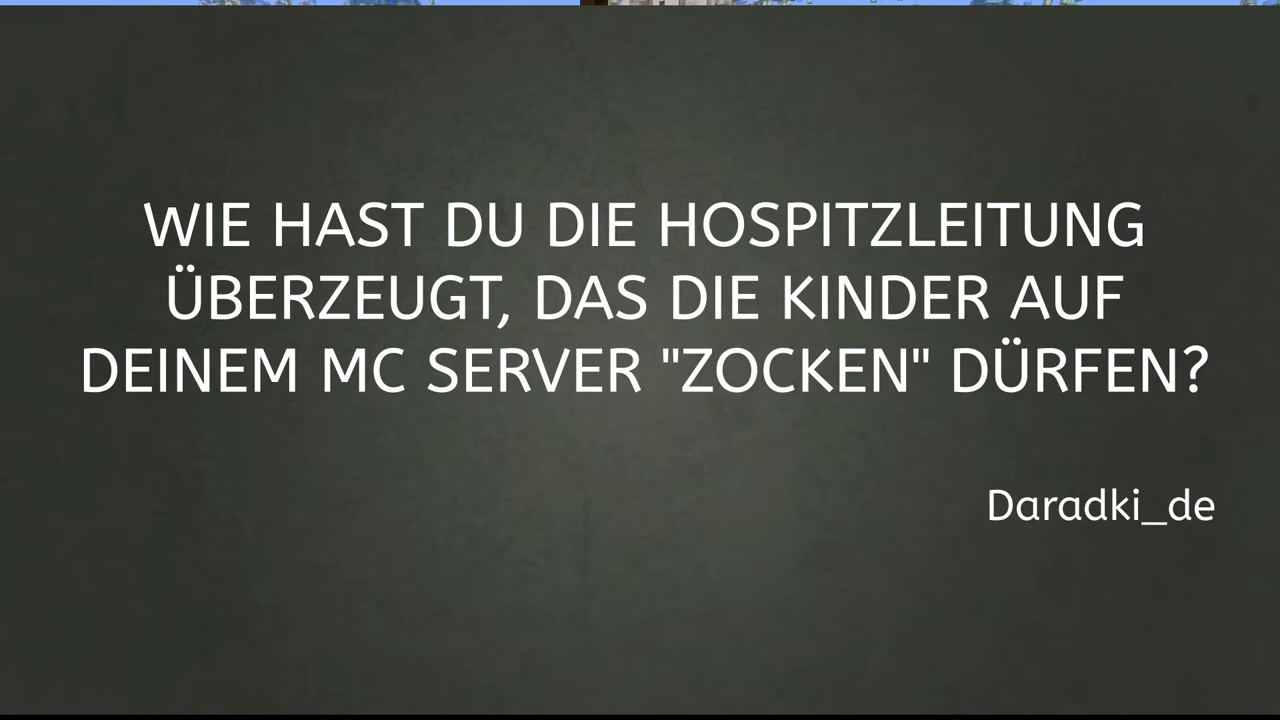 WIE HAST DU DIE HOSPITZLEITUNG
ÜBERZEUGT, DAS DIE KINDER AUF
DEINEM MC SERVER "ZOCKEN" DÜRFEN?
Daradki_de